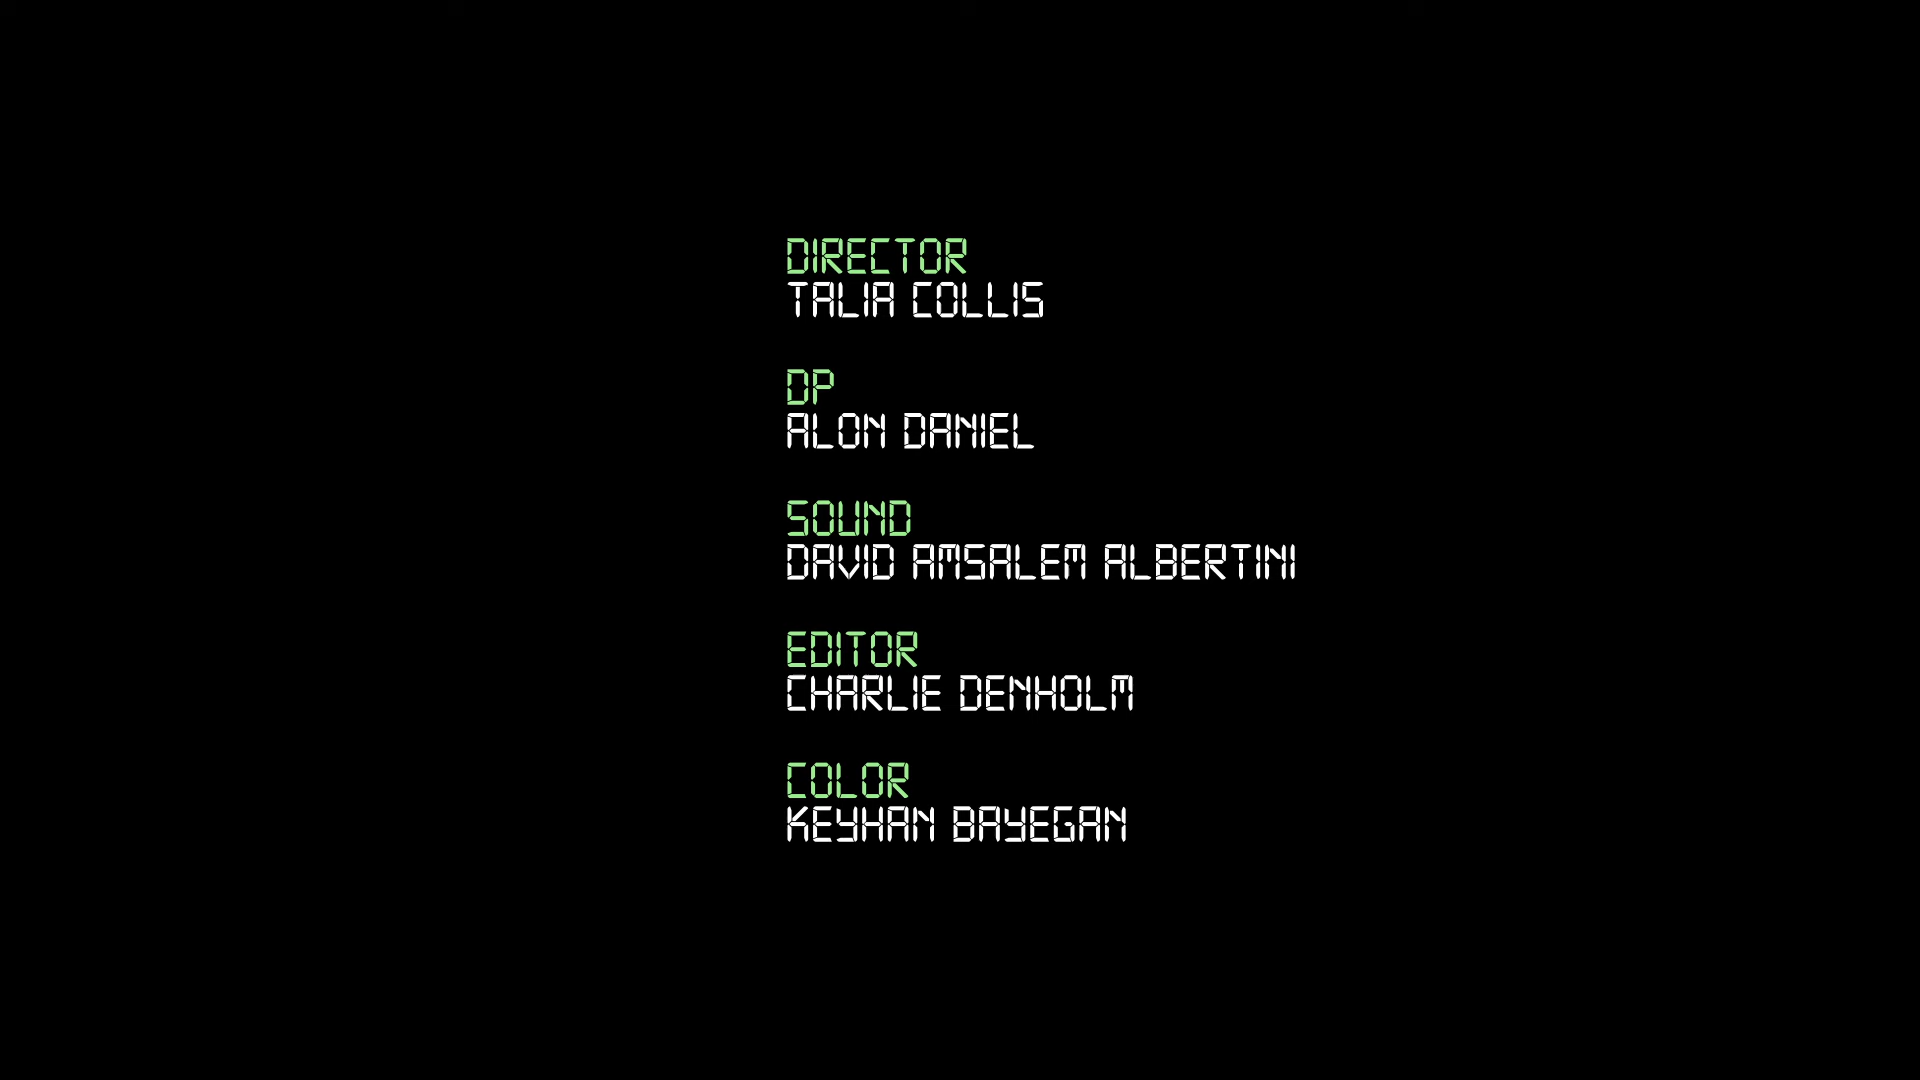 DIRECTOR
TALIA COLLIS
DP
ALON DANIEL
SOUND
DAVID AMSALEM ALBERTINI
EDITOR
CHARLIE DENHOLM
COLOR
KEYHAN BAYEGAN